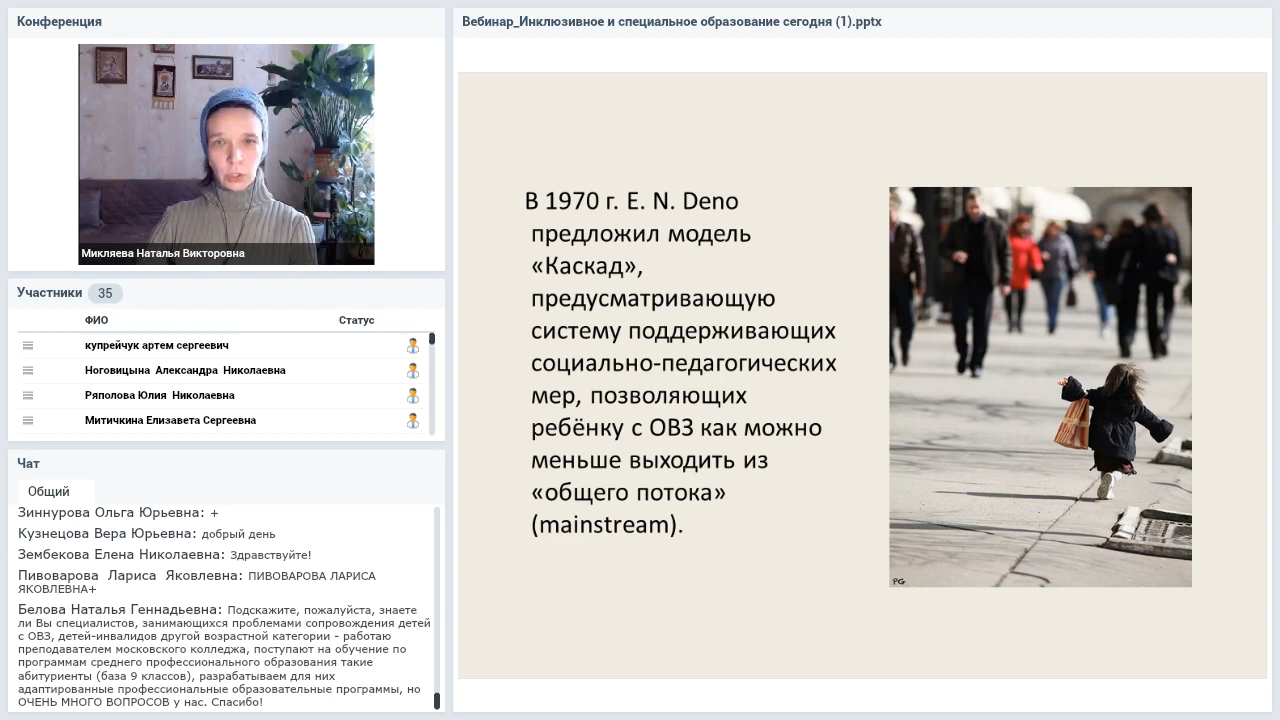 Конференция
Микляева Наталья Викторовна
Участники 35
ФИО Статус
купрейчук артем сергеевич
Ноговицына Александра Николаевна
Ряполова Юлия Николаевна
Митичкина Елизавета Сергеевна
Чат
Общий
Зиннурова Ольга Юрьевна: +
Кузнецова Вера Юрьевна: добрый день
Зембекова Елена Николаевна: Здравствуйте!
Пивоварова Лариса Яковлевна: ПИВОВАРОВА ЛАРИСА
ЯКОВЛЕВНА+
Белова Наталья Геннадьевна: Подскажите, пожалуйста, знаете
ли Вы специалистов, занимающихся проблемами сопровождения детей
с ОВЗ, детей-инвалидов другой возрастной категории - работаю
преподавателем московского колледжа, поступают на обучение по
программам среднего профессионального образования такие
абитуриенты (база 9 классов), разрабатываем для них
адаптированные профессиональные образовательные программы, но
ОЧЕНЬ МНОГО ВОПРОСОВ у нас. Спасибо!
Вебинар_Инклюзивное и специальное образование сегодня (1).pptx
В 1970 г. E. N. Deno
предложил модель
«Каскад»,
предусматривающую
систему поддерживающих
социально-педагогических
мер, позволяющих
ребёнку с ОВЗ как можно
меньше выходить из
«общего потока»
(mainstream).
PG